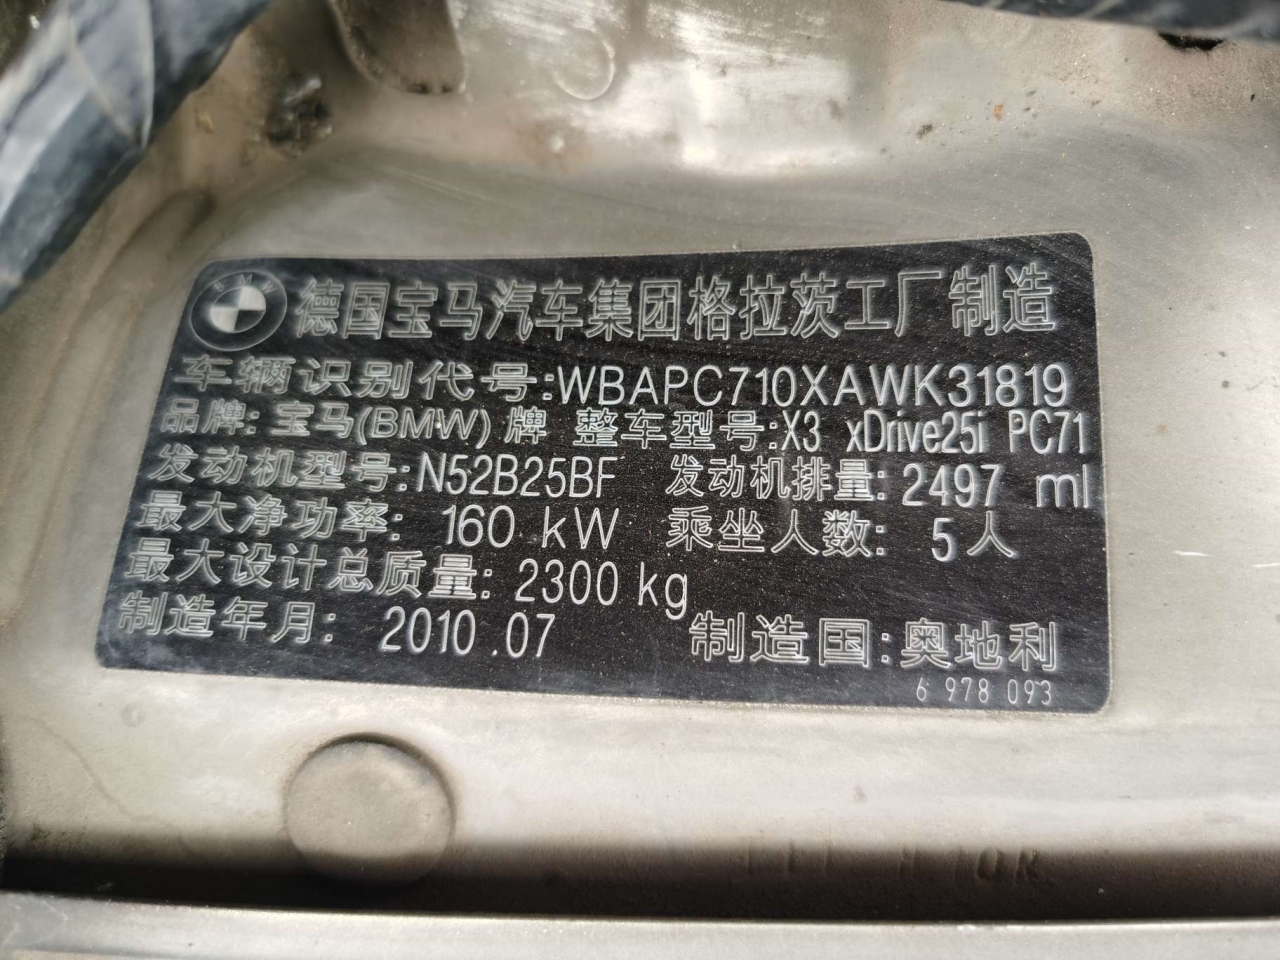 BMW
德国宝马汽车集团格拉茨工厂制造
车辆识别代号:WBAPC710XAWK31819
品牌:宝马(BMW)牌 整车型号:X3 xDrive25i PC71
发动机型号:N52B25BF 发动机排量:2497 ml
最大净功率: 160 kW 乘坐人数: 5人
最大设计总质量: 2300 kg
制造年月: 2010.07 制造国:奥地利
6 978 093